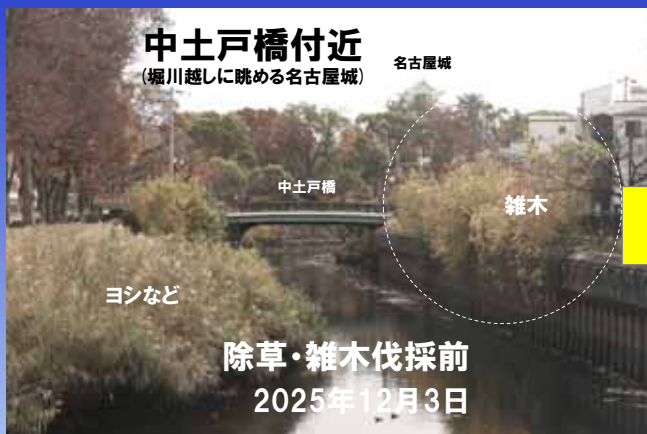 中土戸橋付近
(堀川越しに眺める名古屋城)
名古屋城
中土戸橋
雑木
ヨシなど
除草・雑木伐採前
2025年12月3日